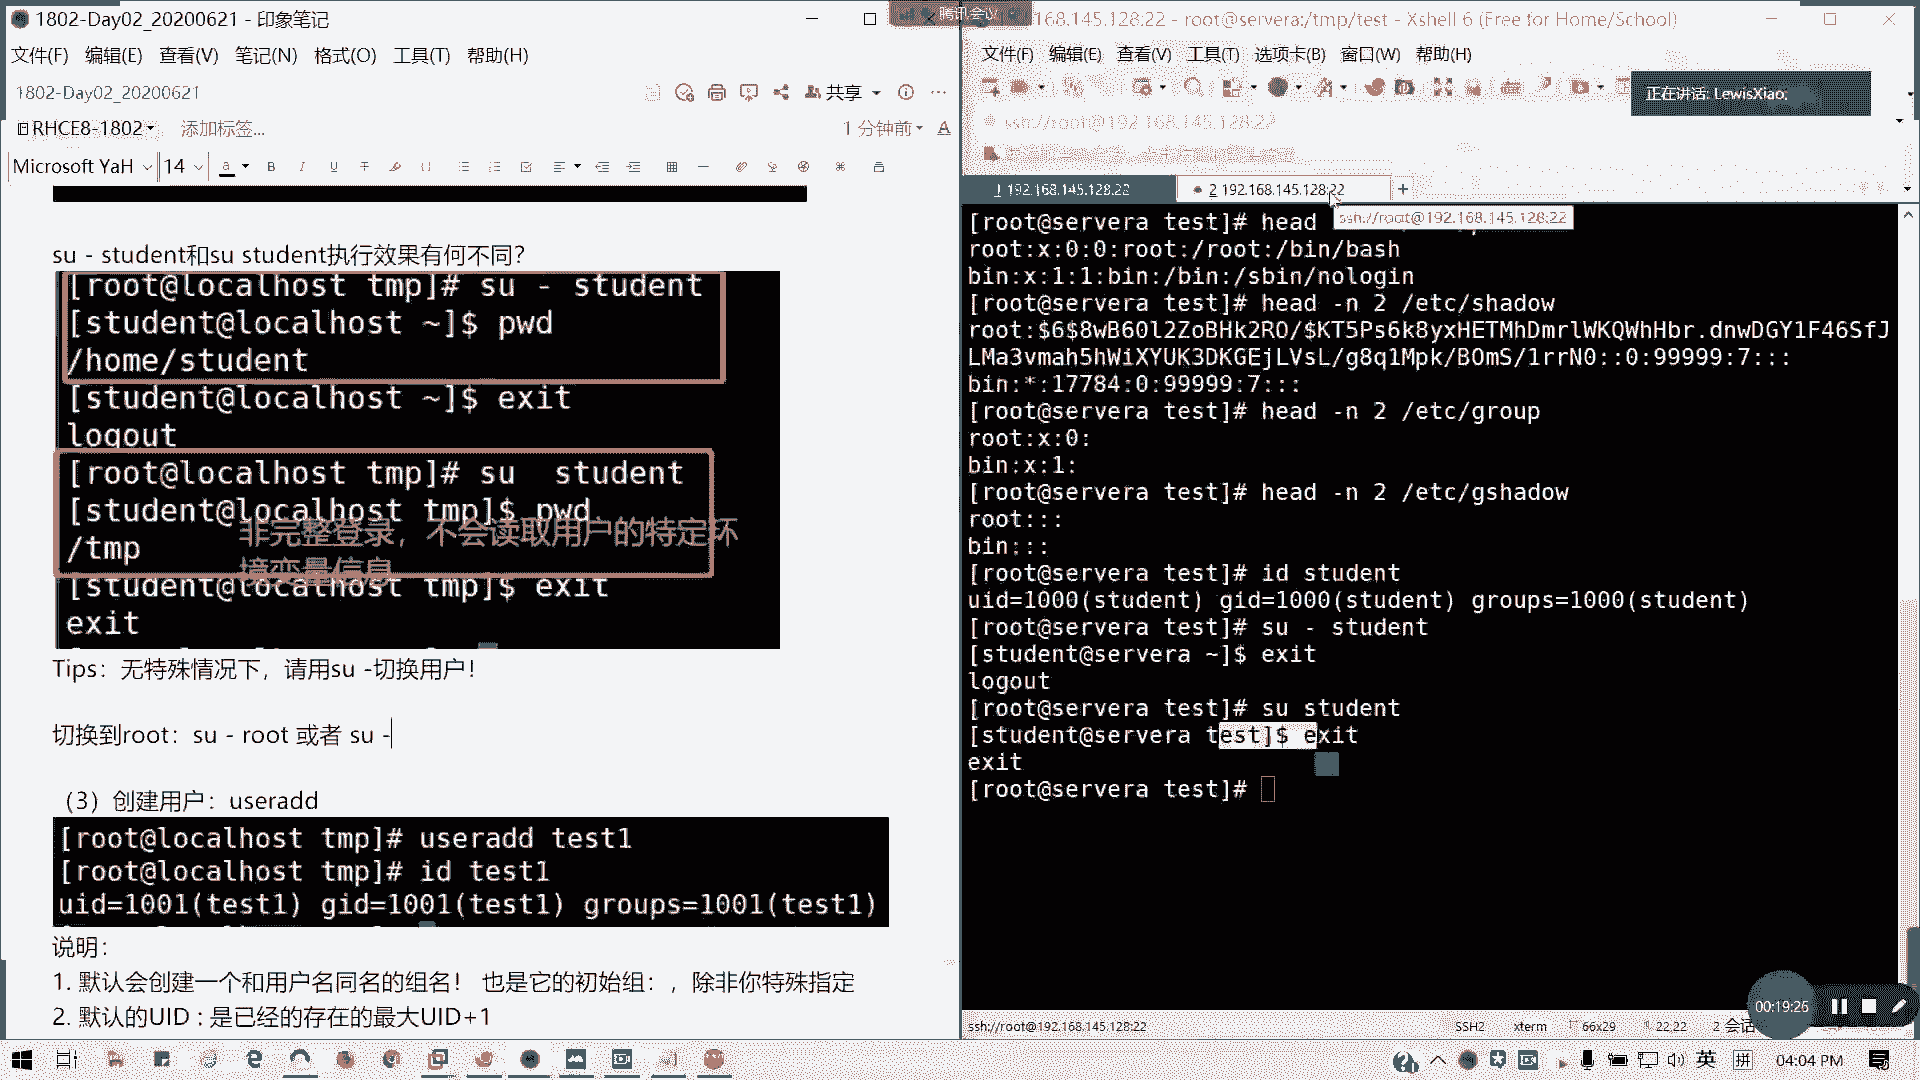 1802-Day02_20200621 - 印象笔记
文件(F) 编辑(E) 查看(V) 笔记(N) 格式(O) 工具(T) 帮助(H)
1802-Day02_20200621
共享
RHCE8-1802 添加标签...
1 分钟前
Microsoft YaH 14
su - student和su student执行效果有何不同？
[root@localhost tmp]# su - student
[student@localhost ~]$ pwd
/home/student
[student@localhost ~]$ exit
logout
[root@localhost tmp]# su  student
[student@localhost tmp]$ pwd
非完整登录，不会读取用户的特定环
/tmp
境变量信息
[student@localhost tmp]$ exit
exit
Tips：无特殊情况下，请用su -切换用户！
切换到root：su - root 或者 su -
（3）创建用户：useradd
[root@localhost tmp]# useradd test1
[root@localhost tmp]# id test1
uid=1001(test1) gid=1001(test1) groups=1001(test1)
说明：
1. 默认会创建一个和用户名同名的组名！ 也是它的初始组：，除非你特殊指定
2. 默认的UID : 是已经的存在的最大UID+1
腾讯会议
168.145.128:22 - root@servera:/tmp/test - Xshell 6 (Free for Home/School)
文件(F) 编辑(E) 查看(V) 工具(T) 选项卡(B) 窗口(W) 帮助(H)
正在讲话: LewisXiao;
ssh://root@192.168.145.128:22
1 192.168.145.128:22
2 192.168.145.128:22
ssh://root@192.168.145.128:22
[root@servera test]# head
root:x:0:0:root:/root:/bin/bash
bin:x:1:1:bin:/bin:/sbin/nologin
[root@servera test]# head -n 2 /etc/shadow
root:$6$8wB60l2ZoBHk2RO/$KT5Ps6k8yxHETMhDmrlWKQWhHbr.dnwDGY1F46SfJ
LMa3vmah5hWiXYUK3DKGEjLVsL/g8q1Mpk/BOmS/1rrN0::0:99999:7:::
bin:*:17784:0:99999:7:::
[root@servera test]# head -n 2 /etc/group
root:x:0:
bin:x:1:
[root@servera test]# head -n 2 /etc/gshadow
root:::
bin:::
[root@servera test]# id student
uid=1000(student) gid=1000(student) groups=1000(student)
[root@servera test]# su - student
[student@servera ~]$ exit
logout
[root@servera test]# su student
[student@servera test]$ exit
exit
[root@servera test]#
00:19:26
ssh://root@192.168.145.128:22 SSH2 xterm 66x29 22,22 2 会话
英 拼 04:04 PM